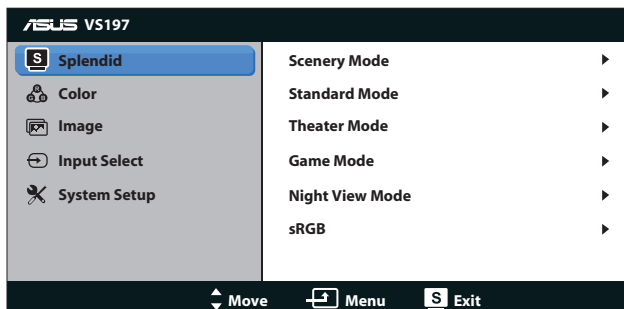 ASUS VS197
S Splendid
Color
Image
Input Select
System Setup
Scenery Mode
Standard Mode
Theater Mode
Game Mode
Night View Mode
sRGB
Move Menu S Exit